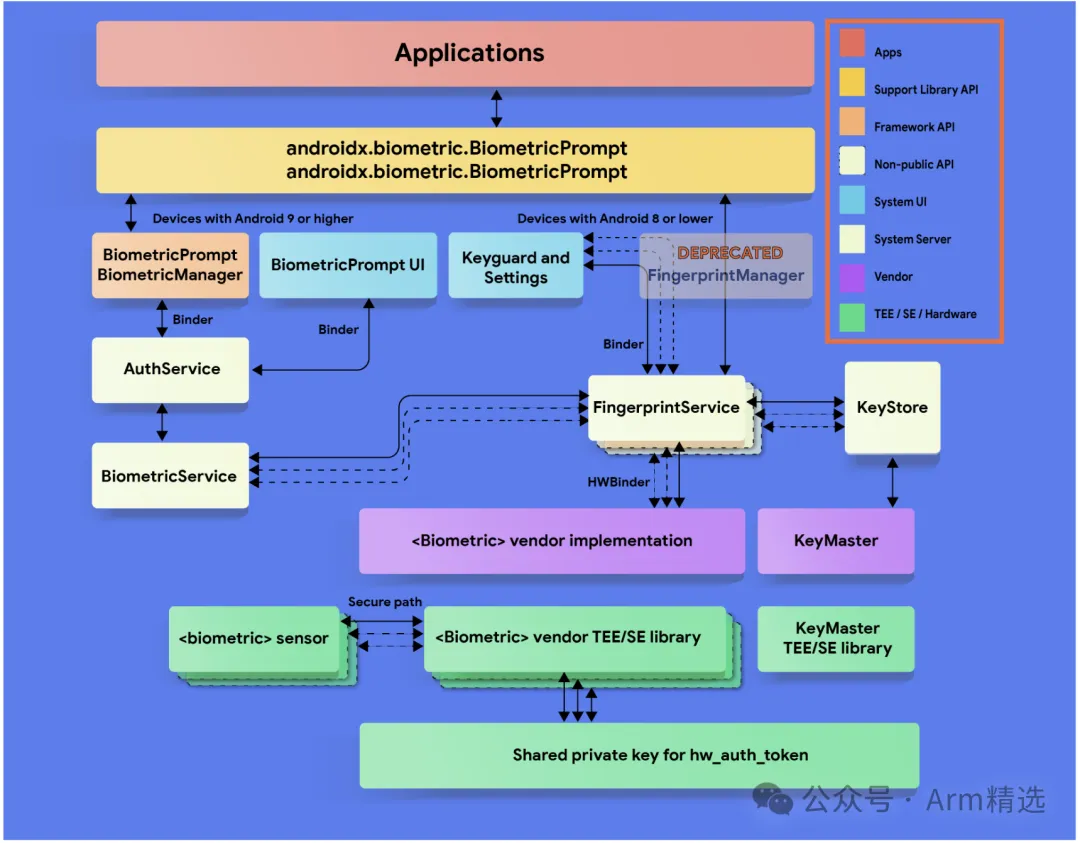 Applications
androidx.biometric.BiometricPrompt
androidx.biometric.BiometricPrompt
Devices with Android 9 or higher
Devices with Android 8 or lower
BiometricPrompt
BiometricManager
BiometricPrompt UI
Keyguard and
Settings
DEPRECATED
FingerprintManager
Binder
Binder
Binder
AuthService
FingerprintService
KeyStore
BiometricService
HWBinder
<Biometric> vendor implementation
KeyMaster
Secure path
<biometric> sensor
<Biometric> vendor TEE/SE library
KeyMaster
TEE/SE library
Shared private key for hw_auth_token
Apps
Support Library API
Framework API
Non-public API
System UI
System Server
Vendor
TEE / SE / Hardware
公众号 · Arm精选